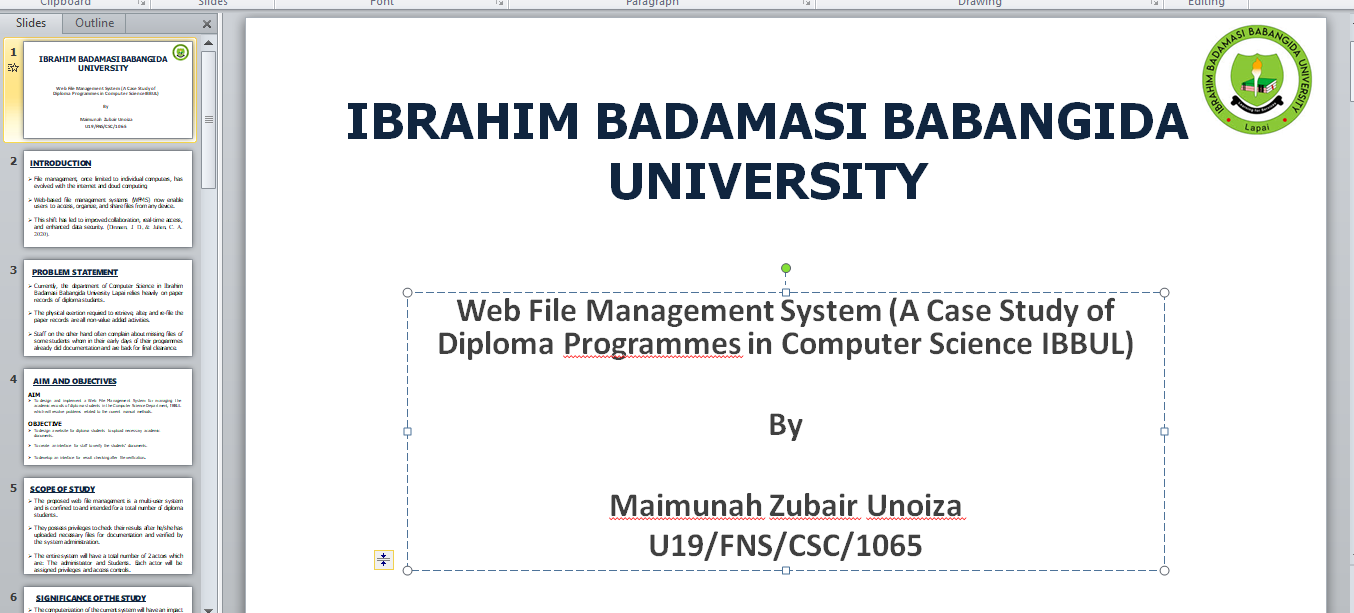 Clipboard
Slides
Font
Paragraph
Drawing
Editing
Slides
Outline
1
IBRAHIM BADAMASI BABANGIDA
UNIVERSITY
Web File Management System (A Case Study of
Diploma Programmes in Computer Science IBBUL)
By
Maimunah Zubair Unoiza
U19/FNS/CSC/1065
2
INTRODUCTION
➢ File management, once limited to individual computers, has
evolved with the internet and cloud computing
➢ Web-based file management systems (WFMS) now enable
users to access, organize, and share files from any device.
➢ This shift has led to improved collaboration, real-time access,
and enhanced data security. J. D. & C. A.
2020).
3
PROBLEM STATEMENT
➢ Currently, the department of Computer Science in Ibrahim
Badamasi Babangida University Lapai relies heavily on paper
records of diploma students.
➢ The physical exertion required to retrieve, alter, and re-file the
paper records are all non-value added activities.
➢ Staff on the other hand often complain about missing files of
some students whom in their early days of their programmes
already did documentation and are back for final clearance.
4
AIM AND OBJECTIVES
AIM
➢ To design and implement a Web File Management System for managing the
academic records of diploma students in the Computer Science Department, IBBUL
which will resolve problems related to the current manual methods.
OBJECTIVE
➢ To design a website for diploma students to upload necessary academic
documents.
➢ To create an interface for staff to verify the students' documents.
➢ To develop an interface for result checking after file verifications.
5
SCOPE OF STUDY
➢ The proposed web file management is a multi-user system
and is confined to and intended for a total number of diploma
students.
➢ They possess privileges to check their results after he/she has
uploaded necessary files for documentation and verified by
the system administration.
➢ The entire system will have a total number of 2 actors which
are: The administrator and Students. Each actor will be
assigned privileges and access controls.
6
SIGNIFICANCE OF THE STUDY
➢ The computerization of the current system will have an impact
IBRAHIM BADAMASI BABANGIDA
UNIVERSITY
IBRAHIM BADAMASI BABANGIDA UNIVERSITY
Lapai
Web File Management System (A Case Study of
Diploma Programmes in Computer Science IBBUL)
By
Maimunah Zubair Unoiza
U19/FNS/CSC/1065